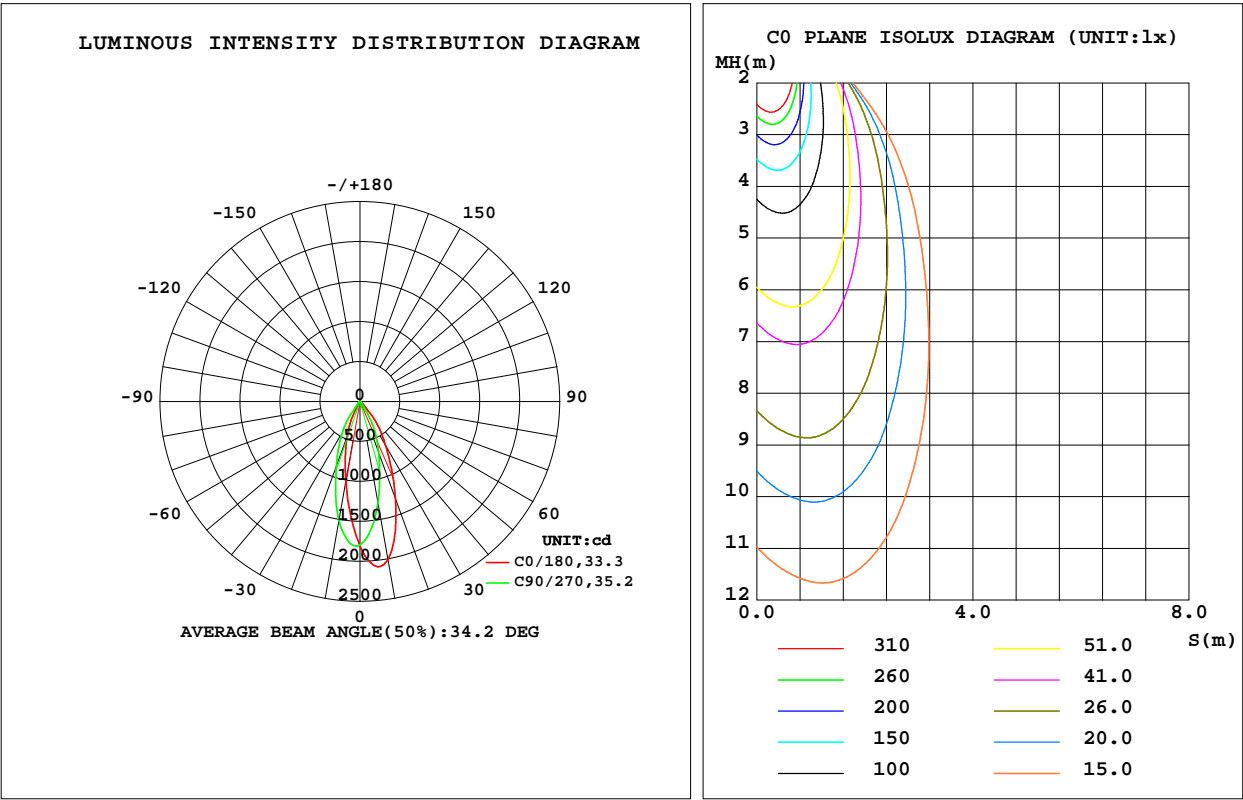 LUMINOUS INTENSITY DISTRIBUTION DIAGRAM
-/+180
-150 150
-120 120
-90 0 90
500
1000
-60 1500 60
UNIT:cd
2000
C0/180,33.3
-30 30
C90/270,35.2
2500
0
AVERAGE BEAM ANGLE(50%):34.2 DEG
C0 PLANE ISOLUX DIAGRAM (UNIT:lx)
MH(m)
2
3
4
5
6
7
8
9
10
11
12
0.0 4.0 8.0
S(m)
310 51.0
260 41.0
200 26.0
150 20.0
100 15.0